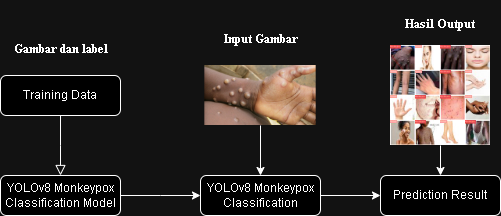 Hasil Output
Input Gambar
Gambar dan label
Training Data
YOLOv8 Monkeypox
Classification Model
YOLOv8 Monkeypox
Classification
Prediction Result